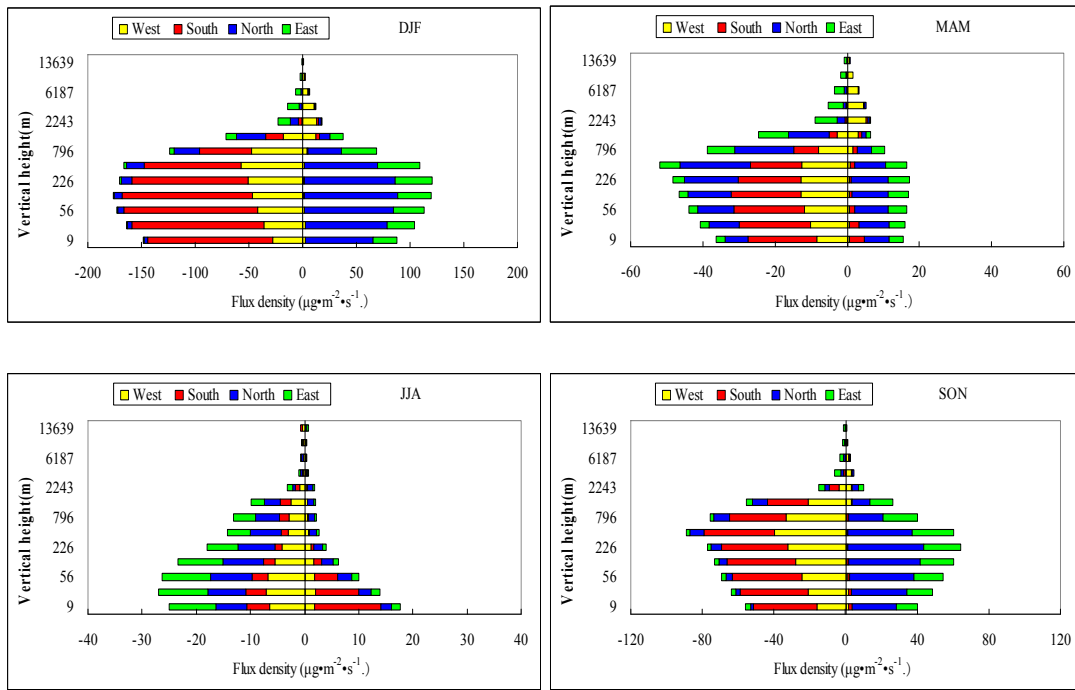 West South North East DJF
Vertical height(m)
13639
6187
2243
796
226
56
9
-200 -150 -100 -50 0 50 100 150 200
Flux density (μg•m-2•s-1.)
West South North East MAM
Vertical height(m)
13639
6187
2243
796
226
56
9
-60 -40 -20 0 20 40 60
Flux density (μg•m-2•s-1.)
West South North East JJA
Vertical height(m)
13639
6187
2243
796
226
56
9
-40 -30 -20 -10 0 10 20 30 40
Flux density (μg•m-2•s-1.)
West South North East SON
Vertical height(m)
13639
6187
2243
796
226
56
9
-120 -80 -40 0 40 80 120
Flux density (μg•m-2•s-1.)